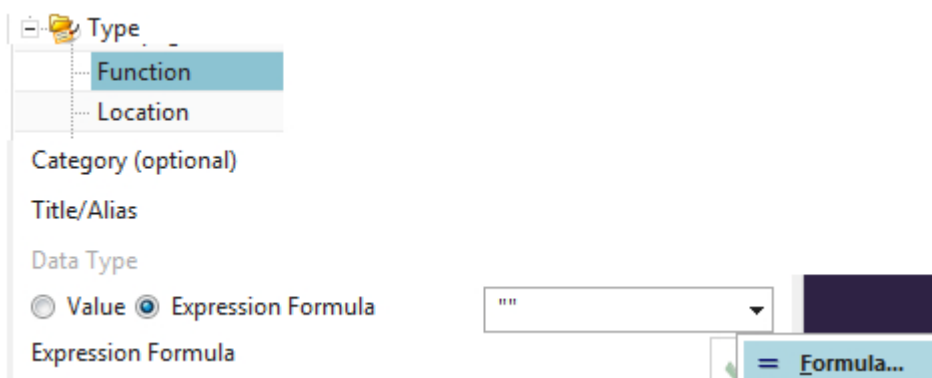 Type
Function
Location
Category (optional)
Title/Alias
Data Type
Value Expression Formula ""
Expression Formula
= Formula...